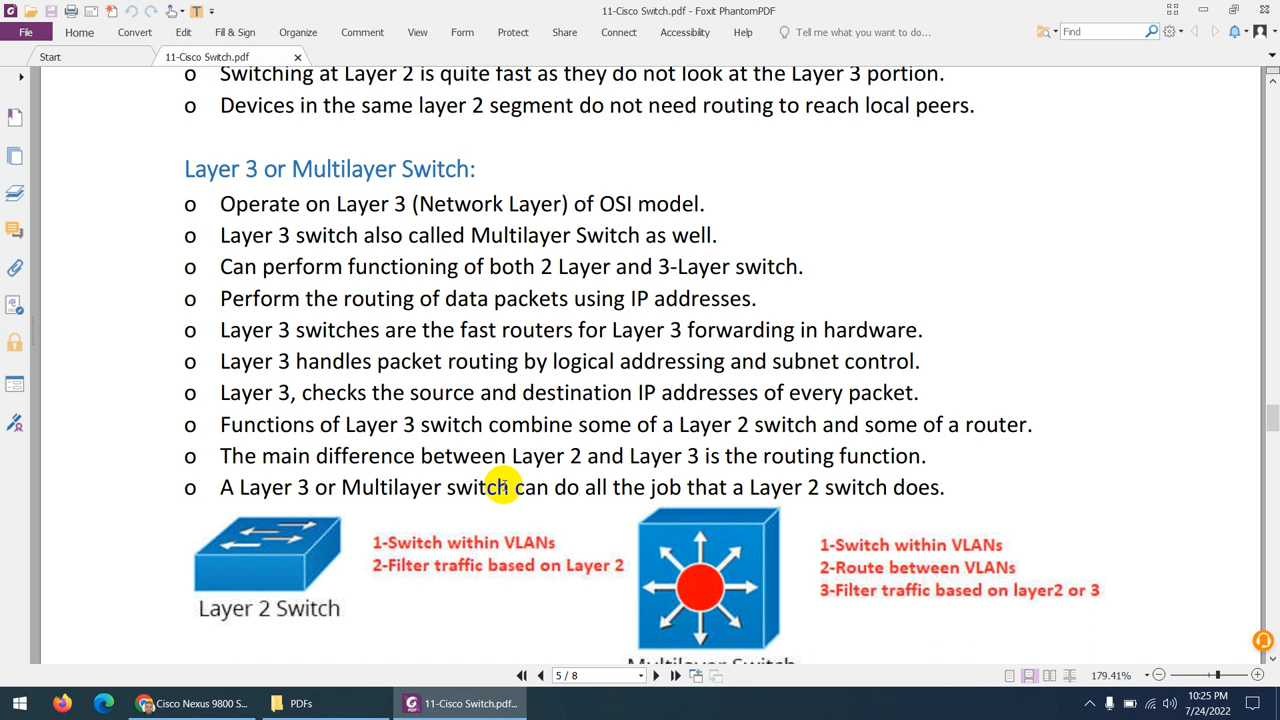 11-Cisco Switch.pdf - Foxit PhantomPDF
File Home Convert Edit Fill & Sign Organize Comment View Form Protect Share Connect Accessibility Help Tell me what you want to do... Find
Start 11-Cisco Switch.pdf
o Switching at Layer 2 is quite fast as they do not look at the Layer 3 portion.
o Devices in the same layer 2 segment do not need routing to reach local peers.
Layer 3 or Multilayer Switch:
o Operate on Layer 3 (Network Layer) of OSI model.
o Layer 3 switch also called Multilayer Switch as well.
o Can perform functioning of both 2 Layer and 3-Layer switch.
o Perform the routing of data packets using IP addresses.
o Layer 3 switches are the fast routers for Layer 3 forwarding in hardware.
o Layer 3 handles packet routing by logical addressing and subnet control.
o Layer 3, checks the source and destination IP addresses of every packet.
o Functions of Layer 3 switch combine some of a Layer 2 switch and some of a router.
o The main difference between Layer 2 and Layer 3 is the routing function.
o A Layer 3 or Multilayer switch can do all the job that a Layer 2 switch does.
1-Switch within VLANs
2-Filter traffic based on Layer 2
Layer 2 Switch
1-Switch within VLANs
2-Route between VLANs
3-Filter traffic based on layer2 or 3
Multilayer Switch
5 / 8
179.41%
Cisco Nexus 9800 S...
PDFs
11-Cisco Switch.pdf...
10:25 PM
7/24/2022